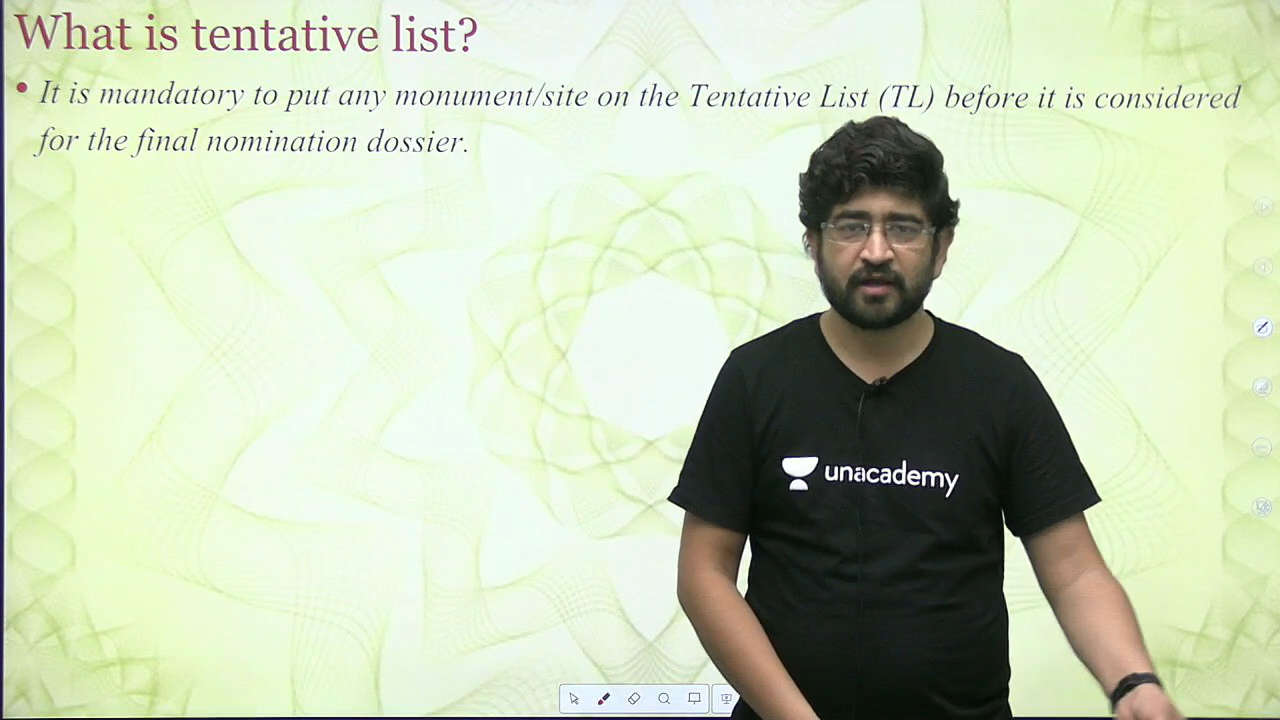 What is tentative list?
• It is mandatory to put any monument/site on the Tentative List (TL) before it is considered
for the final nomination dossier.
unacademy